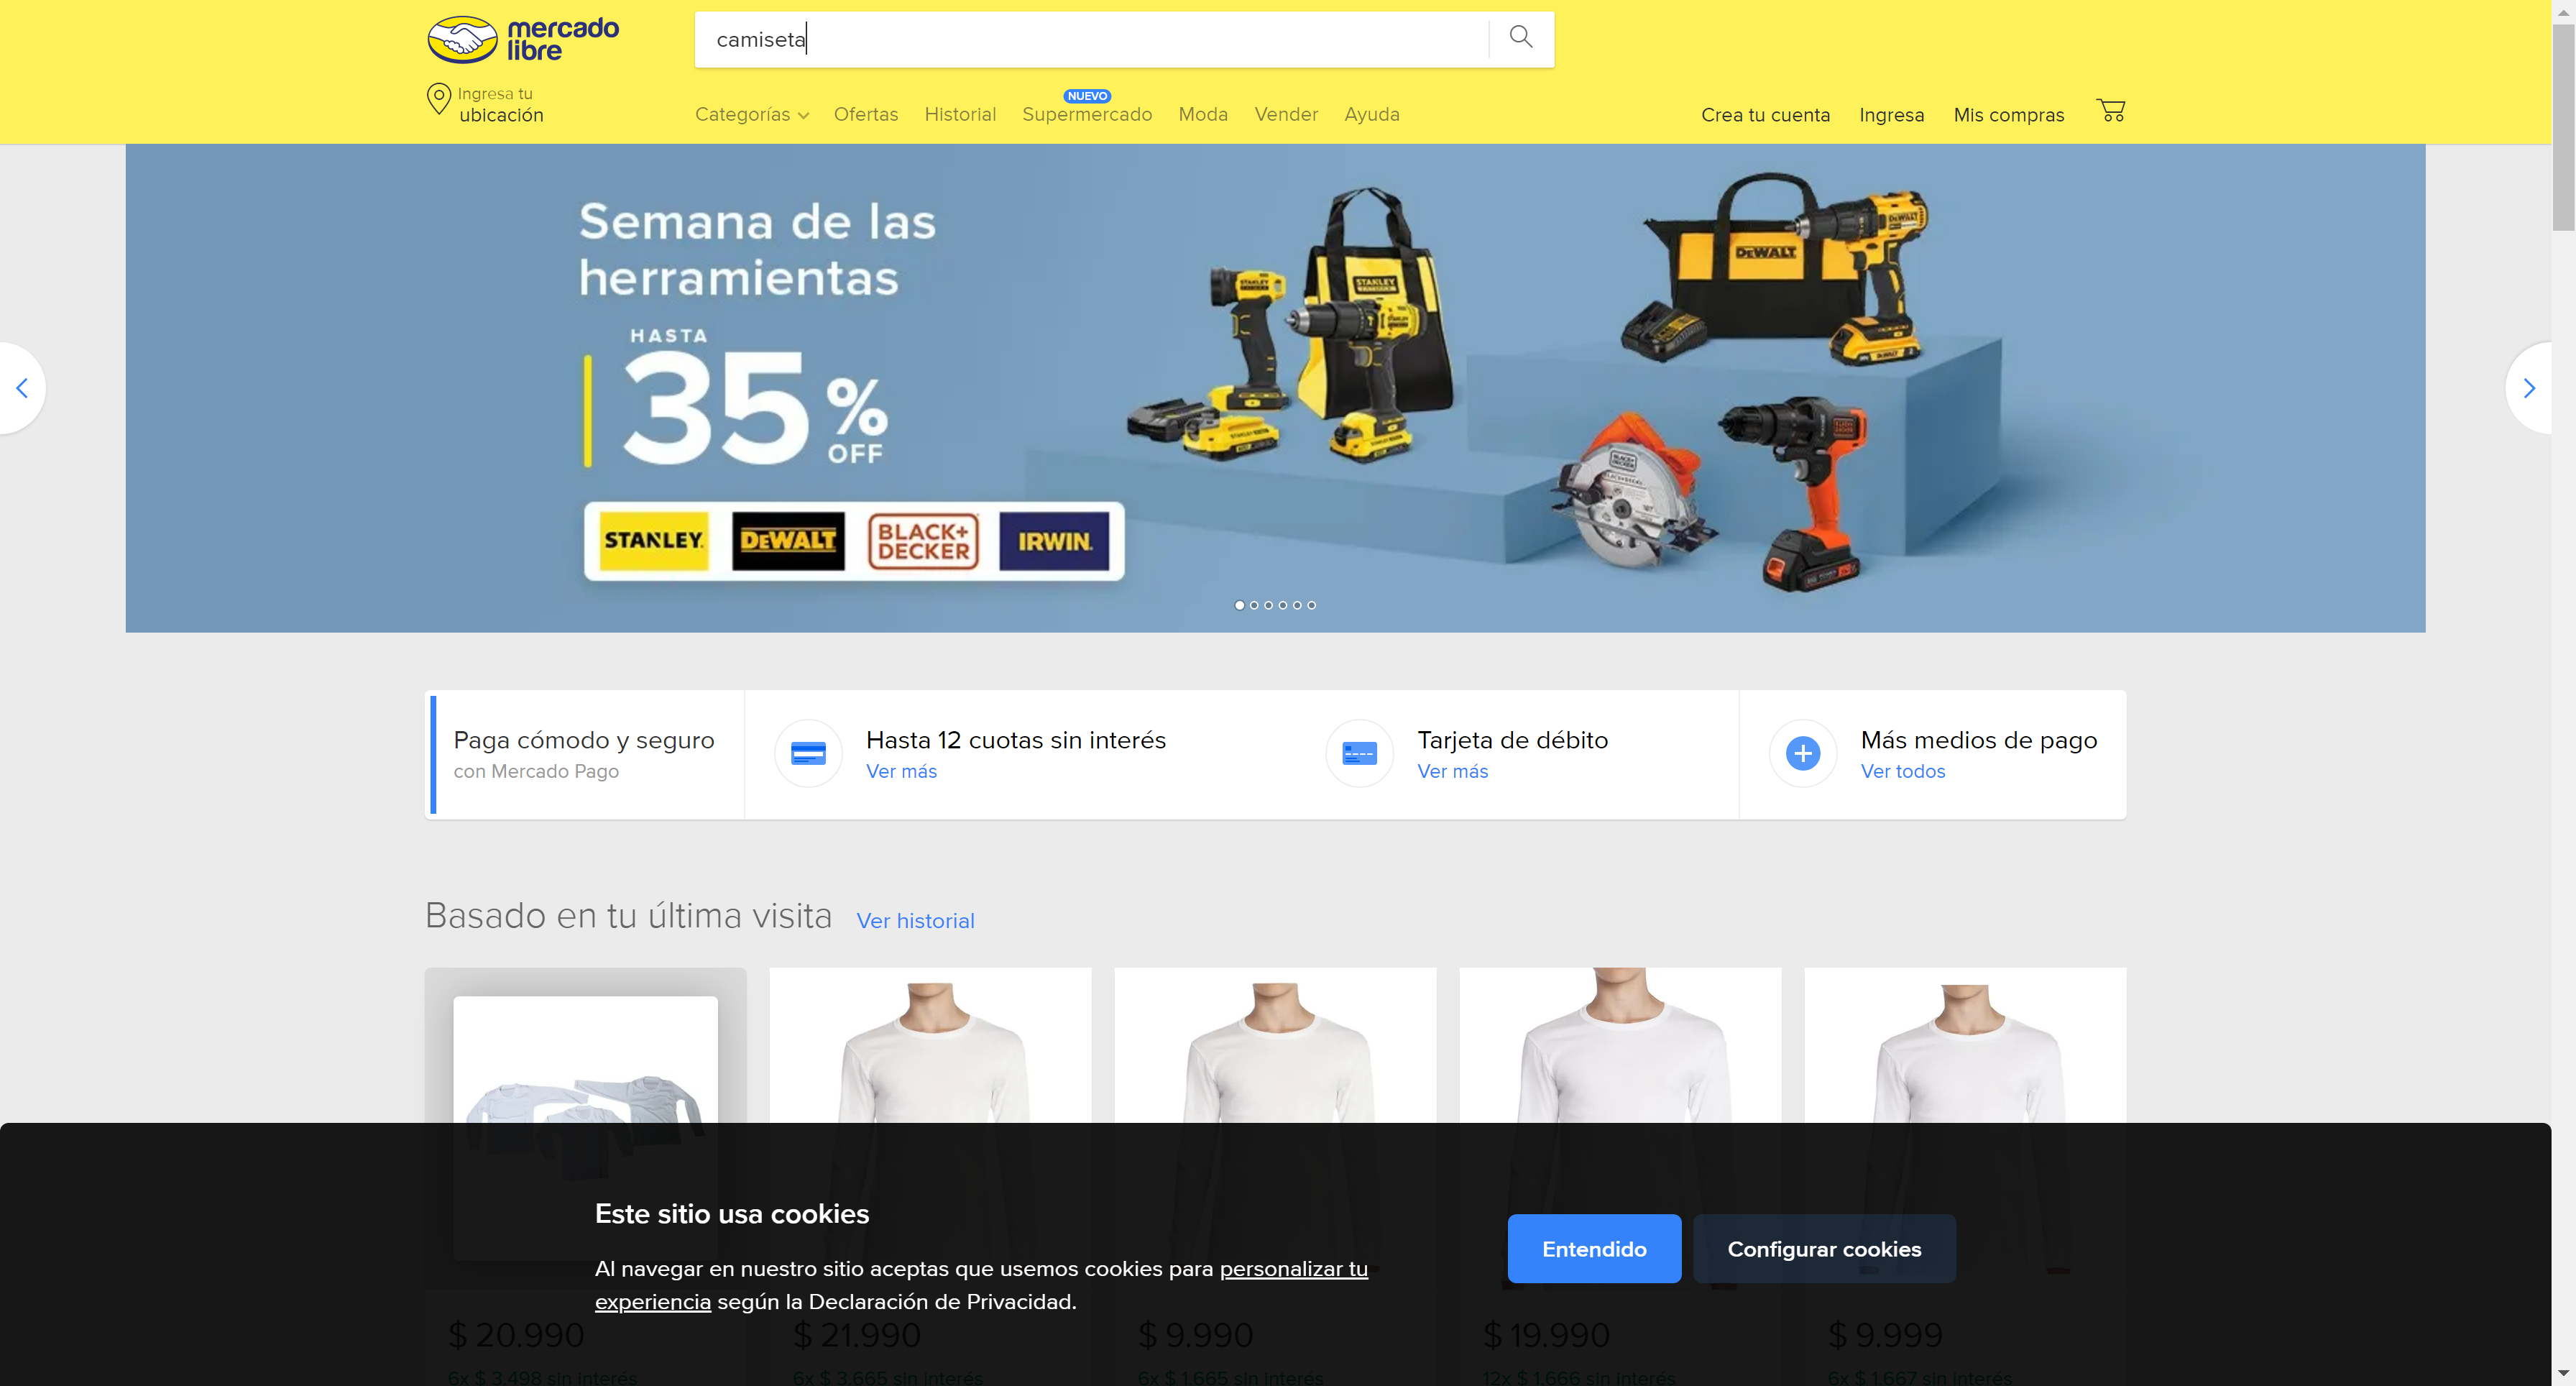 mercado
libre
camiseta
Ingresa tu
ubicación
Categorías
Ofertas
Historial
NUEVO
Supermercado
Moda
Vender
Ayuda
Crea tu cuenta
Ingresa
Mis compras
Semana de las
herramientas
HASTA
35%
OFF
STANLEY
DEWALT
BLACK+
DECKER
IRWIN
STANLEY
DEWALT
Paga cómodo y seguro
con Mercado Pago
Hasta 12 cuotas sin interés
Ver más
Tarjeta de débito
Ver más
Más medios de pago
Ver todos
Basado en tu última visita
Ver historial
Este sitio usa cookies
Al navegar en nuestro sitio aceptas que usemos cookies para personalizar tu
experiencia según la Declaración de Privacidad.
Entendido
Configurar cookies
$ 20.990
$ 21.990
$ 9.990
$ 19.990
$ 9.999
6x $ 3.498 sin interés
6x $ 3.665 sin interés
6x $ 1.665 sin interés
12x $ 1.666 sin interés
6x $ 1.667 sin interés